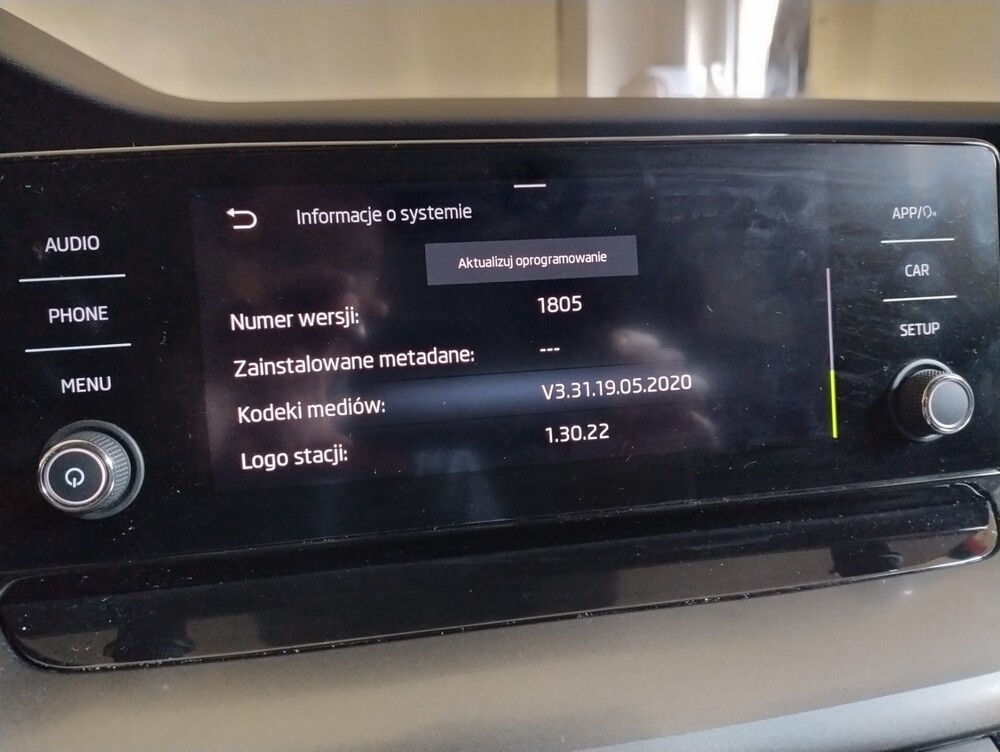 Informacje o systemie
Aktualizuj oprogramowanie
AUDIO
PHONE
MENU
Numer wersji: 1805
Zainstalowane metadane: ---
Kodeki mediów: V3.31.19.05.2020
Logo stacji: 1.30.22
APP/
CAR
SETUP